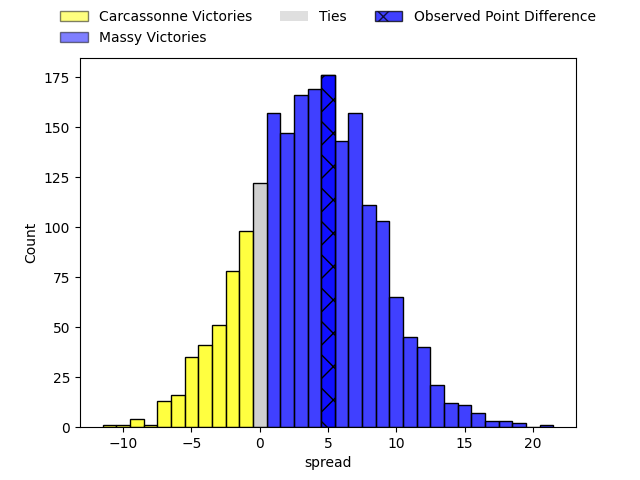 Carcassonne Victories
Ties
Observed Point Difference
Massy Victories
175
150
125
100
75
50
25
0
Count
−10
−5
0
5
10
15
20
spread